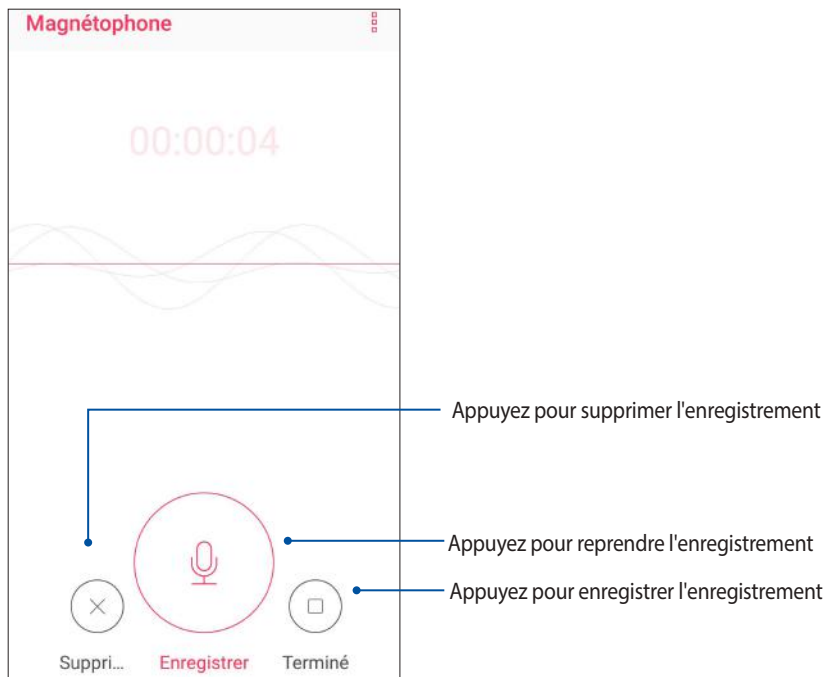 Magnétophone
00:00:04
Appuyez pour supprimer l'enregistrement
Appuyez pour reprendre l'enregistrement
Appuyez pour enregistrer l'enregistrement
Suppri... Enregistrer Terminé